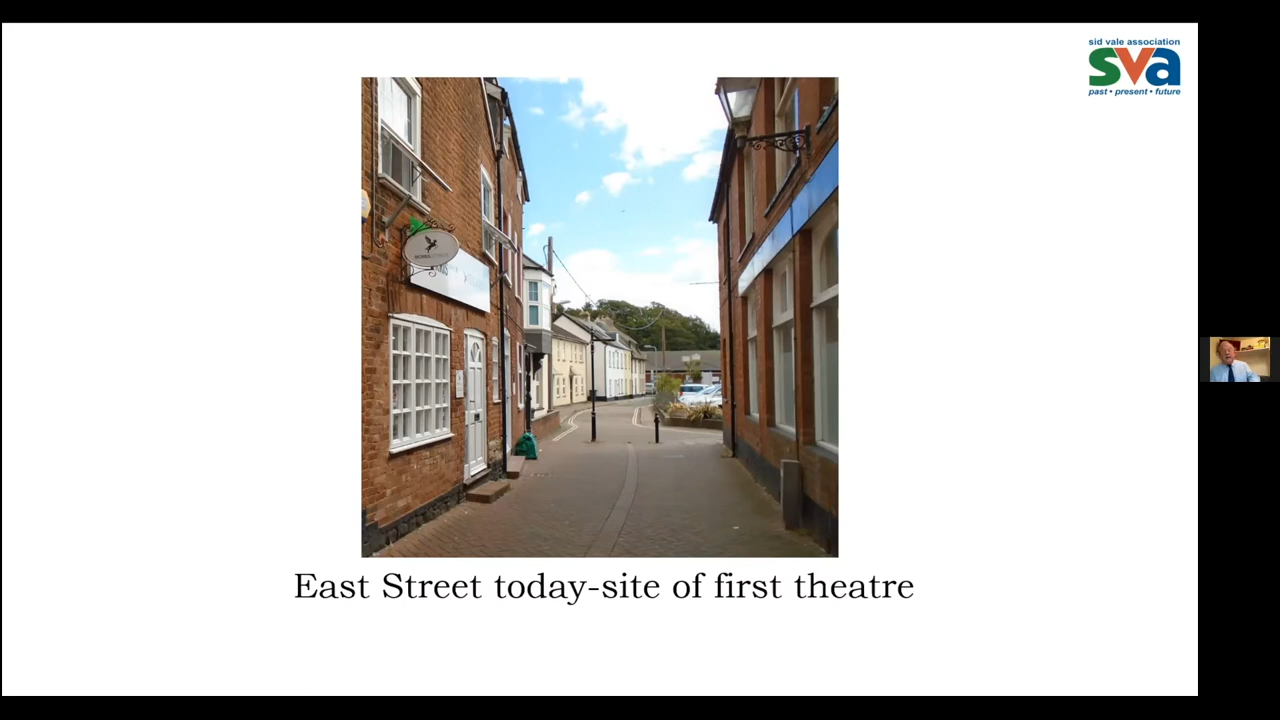 sid vale association
sva
past • present • future
East Street today-site of first theatre